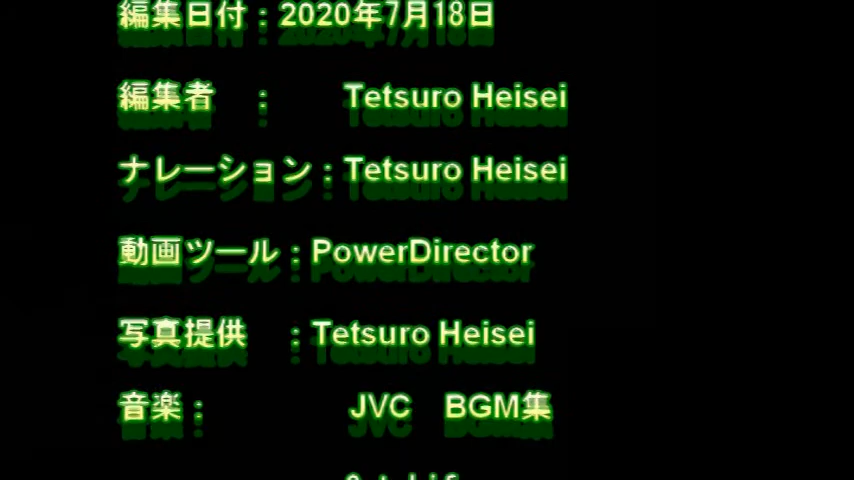 編集日付：2020年7月18日
編集者　：　　Tetsuro Heisei
ナレーション：Tetsuro Heisei
動画ツール：PowerDirector
写真提供　：Tetsuro Heisei
音楽：　　　　JVC　BGM集